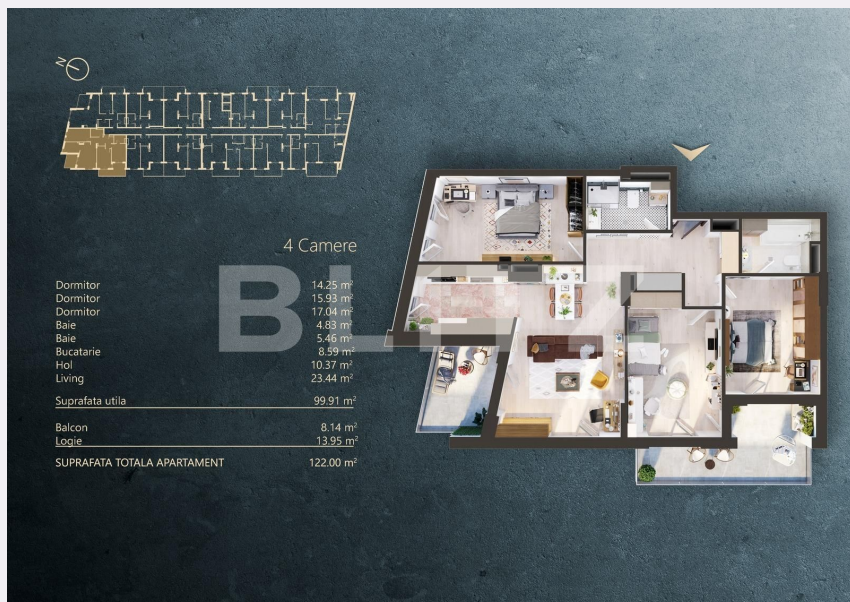 N
4 Camere
Dormitor 14.25 m²
Dormitor 15.93 m²
Dormitor 17.04 m²
Baie 4.83 m²
Baie 5.46 m²
Bucatarie 8.59 m²
Hol 10.37 m²
Living 23.44 m²
Suprafata utila 99.91 m²
Balcon 8.14 m²
Logie 13.95 m²
SUPRAFATA TOTALA APARTAMENT 122.00 m²
BLITZ